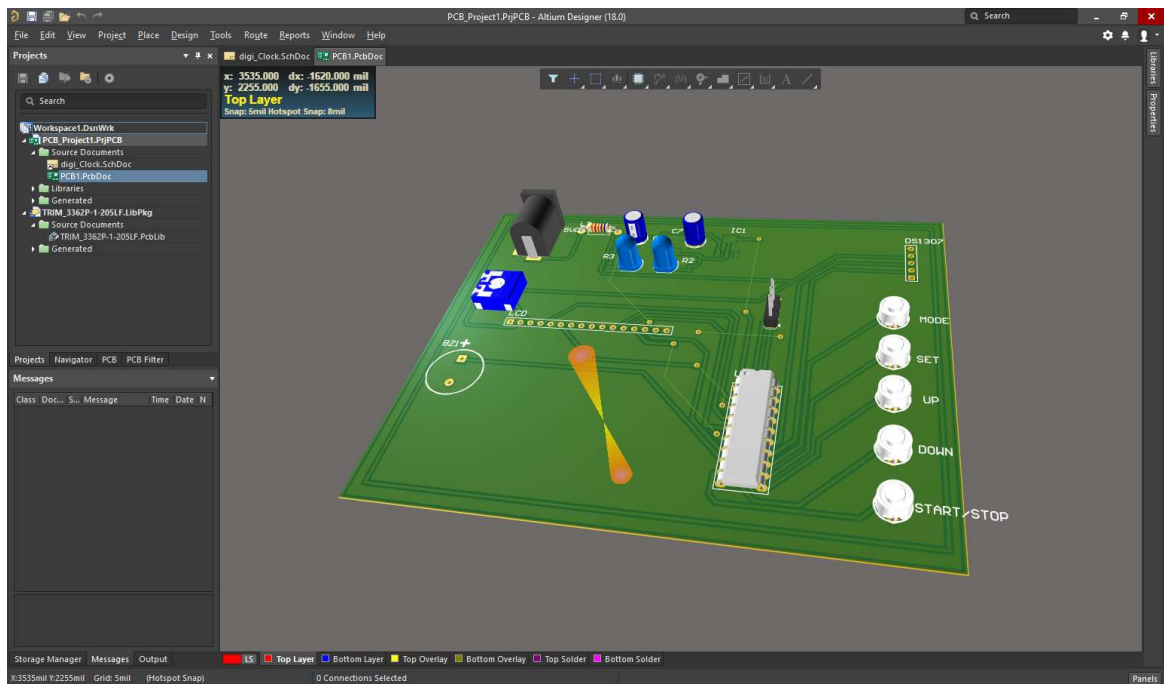 PCB_Project1.PrjPCB - Altium Designer (18.0)
Search
File Edit View Project Place Design Tools Route Reports Window Help
Projects
digi_Clock.SchDoc PCB1.PcbDoc
x: 3535.000 dx: -1620.000 mil
y: 2255.000 dy: -1655.000 mil
Top Layer
Snap: 5mil Hotspot Snap: 8mil
Search
Workspace1.DsnWrk
PCB_Project1.PrjPCB
Source Documents
digi_Clock.SchDoc
PCB1.PcbDoc
Libraries
Generated
TRIM_3362P-1-205LF.LibPkg
Source Documents
TRIM_3362P-1-205LF.PcbLib
Generated
Libraries
Properties
C7
IC1
DS1307
R3
R2
LCD
BZ1+
MODE
SET
UP
DOWN
START/STOP
Projects Navigator PCB PCB Filter
Messages
Class Doc... S... Message Time Date N
Storage Manager Messages Output
LS Top Layer Bottom Layer Top Overlay Bottom Overlay Top Solder Bottom Solder
X:3535mil Y:2255mil Grid: 5mil (Hotspot Snap) 0 Connections Selected Panels